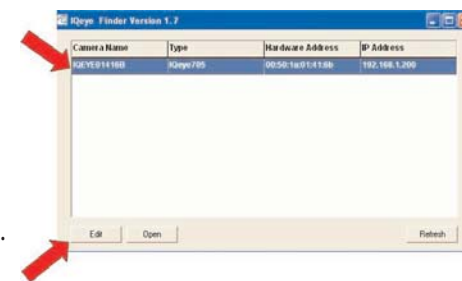 IQeye Finder Version 1.7
Camera Name Type Hardware Address IP Address
IQEYE01416B IQeye705 00:50:1a:01:41:6b 192.168.1.200
.
Edit Open Refresh